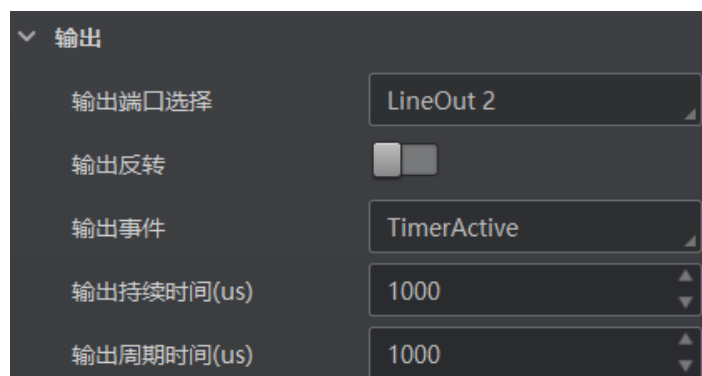 输出
输出端口选择 LineOut 2
输出反转
输出事件 TimerActive
输出持续时间(us) 1000
输出周期时间(us) 1000